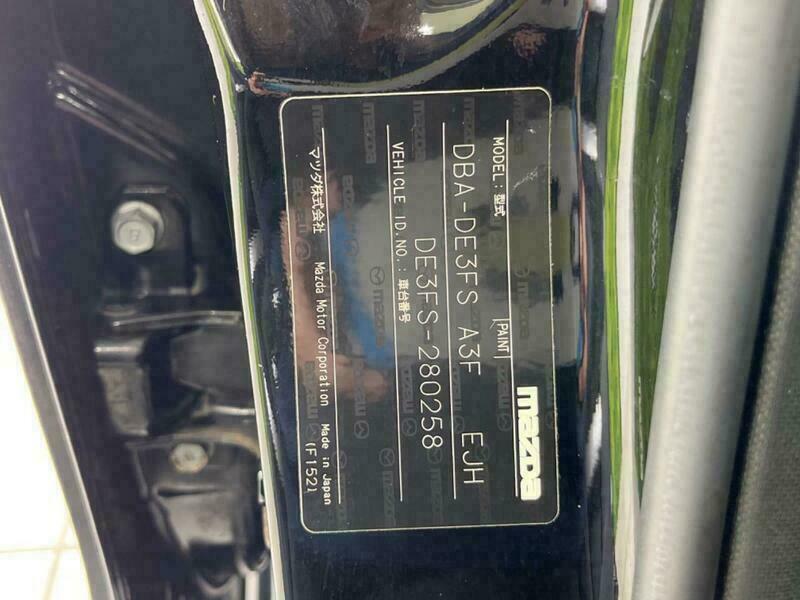 mazda
MODEL:型式 [PAINT]
DBA-DE3FS A3F EJH
VEHICLE ID.NO.:車台番号
DE3FS-280258
マツダ株式会社 Mazda Motor Corporation Made in Japan
(F152)